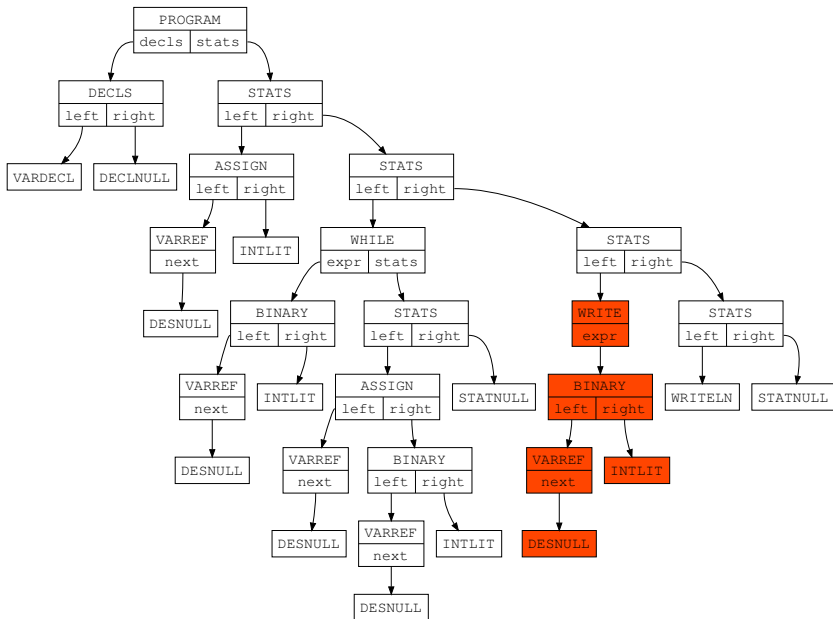 PROGRAM
decls stats
DECLS STATS
left right left right
ASSIGN STATS
VARDECL DECLNULL left right left right
VARREF INTLIT WHILE STATS
next expr stats left right
DESNULL BINARY STATS WRITE STATS
left right left right expr left right
VARREF INTLIT ASSIGN STATNULL BINARY WRITELN STATNULL
next left right left right
DESNULL VARREF BINARY VARREF INTLIT
next left right next
DESNULL VARREF INTLIT DESNULL
next
DESNULL